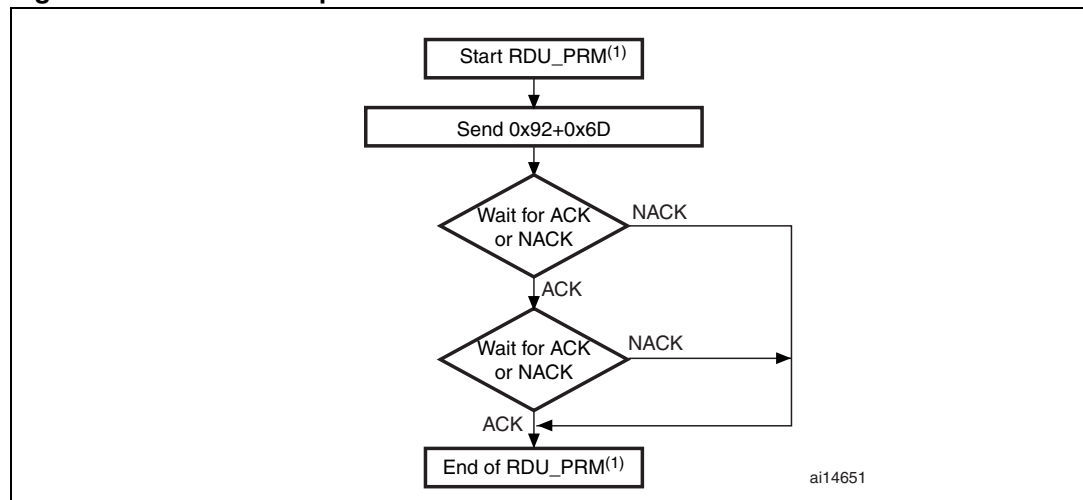 Start RDU_PRM(1)
Send 0x92+0x6D
Wait for ACK
or NACK
NACK
ACK
Wait for ACK
or NACK
NACK
ACK
End of RDU_PRM(1)
ai14651